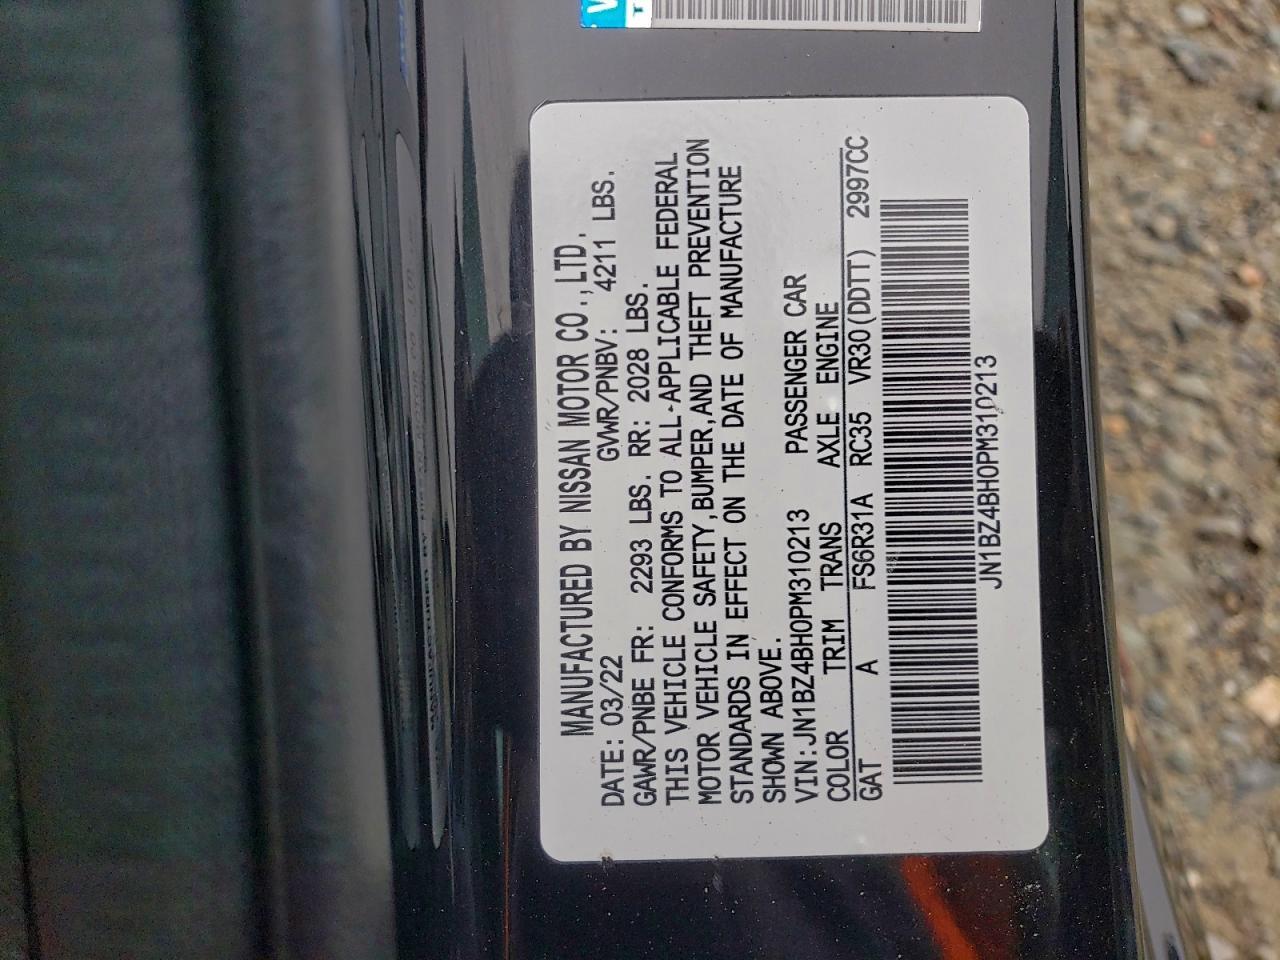 MANUFACTURED BY NISSAN MOTOR CO.,LTD.
DATE: 03/22 GVWR/PNBV: 4211 LBS.
GAWR/PNBE FR: 2293 LBS. RR: 2028 LBS.
THIS VEHICLE CONFORMS TO ALL APPLICABLE FEDERAL
MOTOR VEHICLE SAFETY,BUMPER,AND THEFT PREVENTION
STANDARDS IN EFFECT ON THE DATE OF MANUFACTURE
SHOWN ABOVE.
VIN:JN1BZ4BH0PM310213 PASSENGER CAR
COLOR TRIM TRANS AXLE ENGINE
GAT A FS6R31A RC35 VR30(DDTT) 2997CC
JN1BZ4BH0PM310213